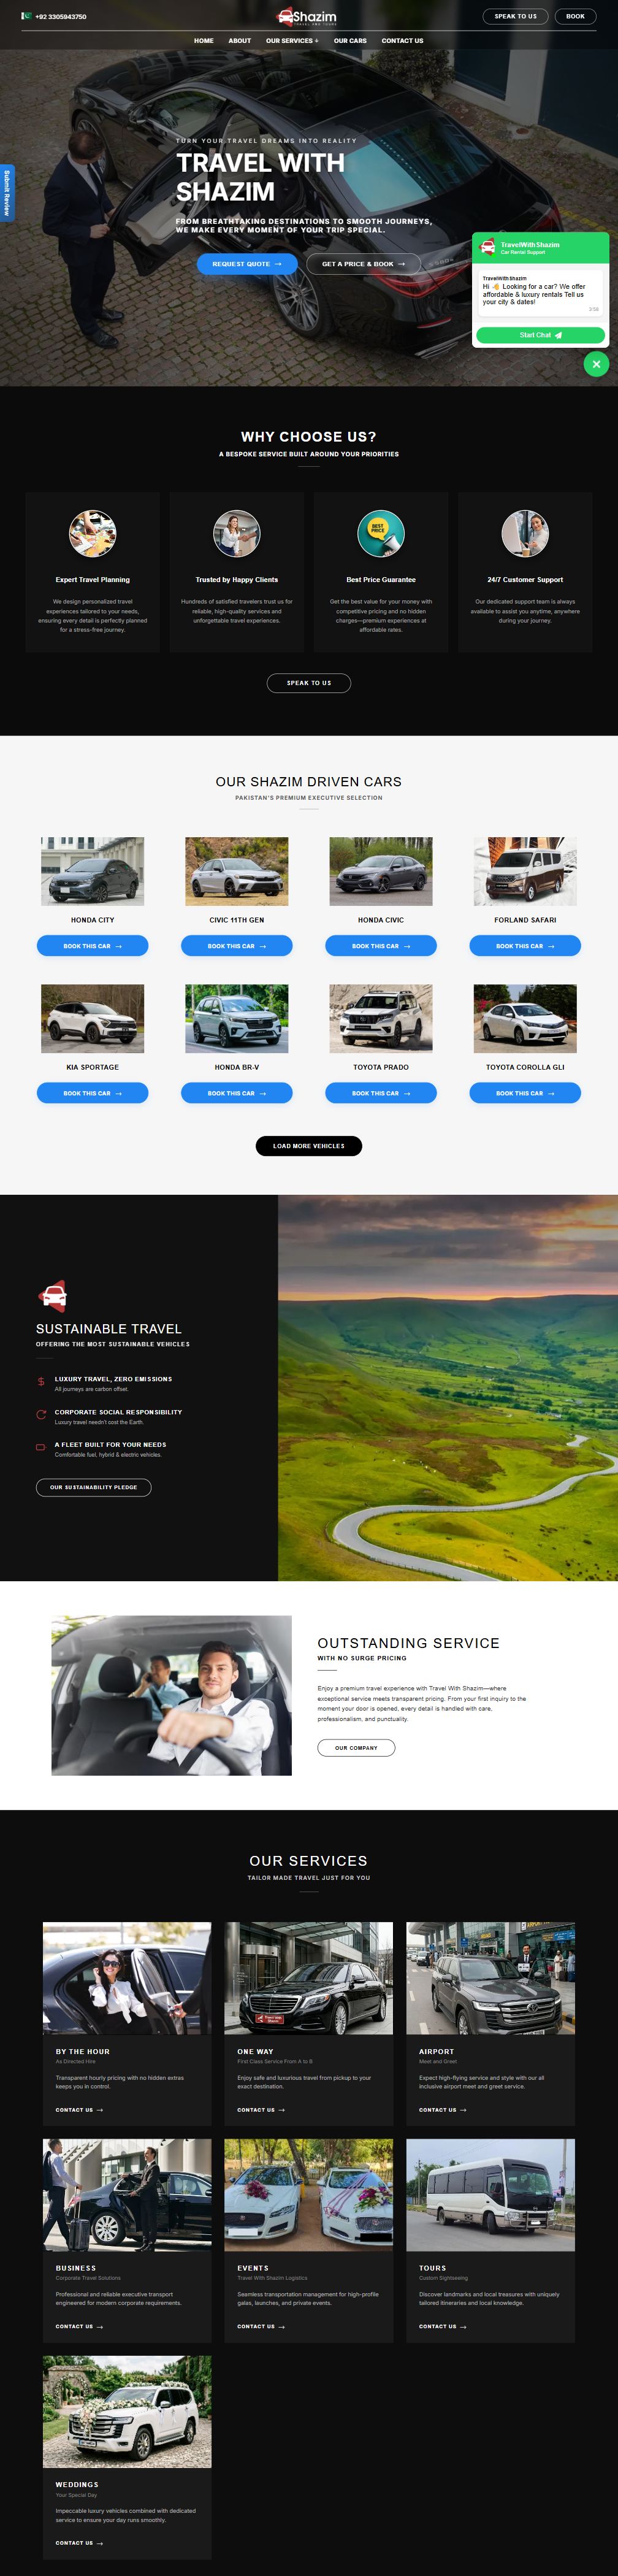 +92 3305943750
Shazim
TRAVEL AND TOURS
SPEAK TO US
BOOK
HOME
ABOUT
OUR SERVICES
OUR CARS
CONTACT US
Submit Review
TURN YOUR TRAVEL DREAMS INTO REALITY
TRAVEL WITH
SHAZIM
FROM BREATHTAKING DESTINATIONS TO SMOOTH JOURNEYS,
WE MAKE EVERY MOMENT OF YOUR TRIP SPECIAL.
REQUEST QUOTE →
GET A PRICE & BOOK →
TravelWithShazim
Car Rental Support
TravelWithShazim
Hi 👋 Looking for a car? We offer
affordable & luxury rentals Tell us
your city & dates!
Start Chat
WHY CHOOSE US?
A BESPOKE SERVICE BUILT AROUND YOUR PRIORITIES
BEST
PRICE
Expert Travel Planning
We design personalized travel
experiences tailored to your needs,
ensuring every detail is perfectly planned
for a stress-free journey.
Trusted by Happy Clients
Hundreds of satisfied travelers trust us for
reliable, high-quality services and
unforgettable travel experiences.
Best Price Guarantee
Get the best value for your money with
competitive pricing and no hidden
charges—premium experiences at
affordable rates.
24/7 Customer Support
Our dedicated support team is always
available to assist you anytime, anywhere
during your journey.
SPEAK TO US
OUR SHAZIM DRIVEN CARS
PAKISTAN'S PREMIUM EXECUTIVE SELECTION
HONDA CITY
CIVIC 11TH GEN
HONDA CIVIC
FORLAND SAFARI
BOOK THIS CAR →
BOOK THIS CAR →
BOOK THIS CAR →
BOOK THIS CAR →
KIA SPORTAGE
HONDA BR-V
TOYOTA PRADO
TOYOTA COROLLA GLI
BOOK THIS CAR →
BOOK THIS CAR →
BOOK THIS CAR →
BOOK THIS CAR →
LOAD MORE VEHICLES
SUSTAINABLE TRAVEL
OFFERING THE MOST SUSTAINABLE VEHICLES
LUXURY TRAVEL, ZERO EMISSIONS
All journeys are carbon offset.
CORPORATE SOCIAL RESPONSIBILITY
Luxury travel needn't cost the Earth.
A FLEET BUILT FOR YOUR NEEDS
Comfortable fuel, hybrid & electric vehicles.
OUR SUSTAINABILITY PLEDGE
OUTSTANDING SERVICE
WITH NO SURGE PRICING
Enjoy a premium travel experience with Travel With Shazim—where
exceptional service meets transparent pricing. From your first inquiry to the
moment your door is opened, every detail is handled with care,
professionalism, and punctuality.
OUR COMPANY
OUR SERVICES
TAILOR MADE TRAVEL JUST FOR YOU
BY THE HOUR
As Directed Hire
Transparent hourly pricing with no hidden extras
keeps you in control.
CONTACT US →
ONE WAY
First Class Service From A to B
Enjoy safe and luxurious travel from pickup to your
exact destination.
CONTACT US →
AIRPORT
Meet and Greet
Expect high-flying service and style with our all
inclusive airport meet and greet service.
CONTACT US →
BUSINESS
Corporate Travel Solutions
Professional and reliable executive transport
engineered for modern corporate requirements.
CONTACT US →
EVENTS
Travel With Shazim Logistics
Seamless transportation management for high-profile
galas, launches, and private events.
CONTACT US →
TOURS
Custom Sightseeing
Discover landmarks and local treasures with uniquely
tailored itineraries and local knowledge.
CONTACT US →
WEDDINGS
Your Special Day
Impeccable luxury vehicles combined with dedicated
service to ensure your day runs smoothly.
CONTACT US →